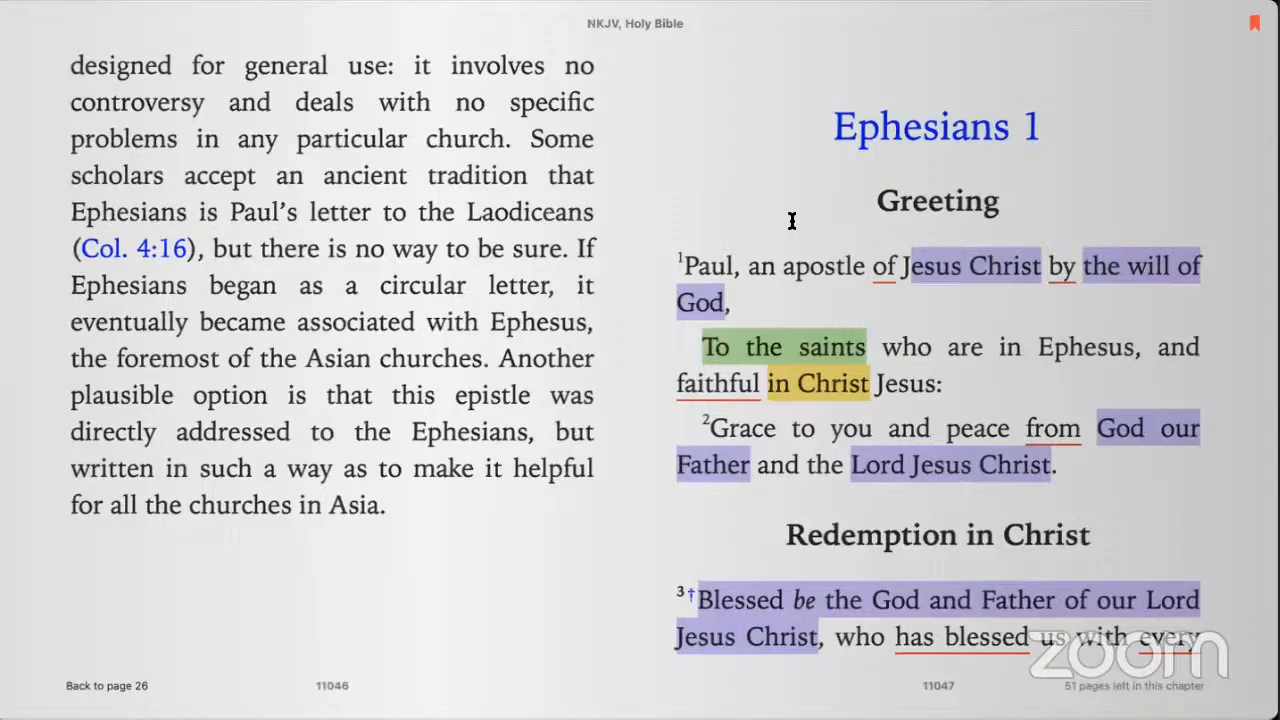 NKJV, Holy Bible
designed for general use: it involves no
controversy and deals with no specific
problems in any particular church. Some
scholars accept an ancient tradition that
Ephesians is Paul's letter to the Laodiceans
(Col. 4:16), but there is no way to be sure. If
Ephesians began as a circular letter, it
eventually became associated with Ephesus,
the foremost of the Asian churches. Another
plausible option is that this epistle was
directly addressed to the Ephesians, but
written in such a way as to make it helpful
for all the churches in Asia.
Back to page 26
11046
Ephesians 1
Greeting
1Paul, an apostle of Jesus Christ by the will of
God,
To the saints who are in Ephesus, and
faithful in Christ Jesus:
2Grace to you and peace from God our
Father and the Lord Jesus Christ.
Redemption in Christ
3†Blessed be the God and Father of our Lord
Jesus Christ, who has blessed us with every
zoom
11047
51 pages left in this chapter